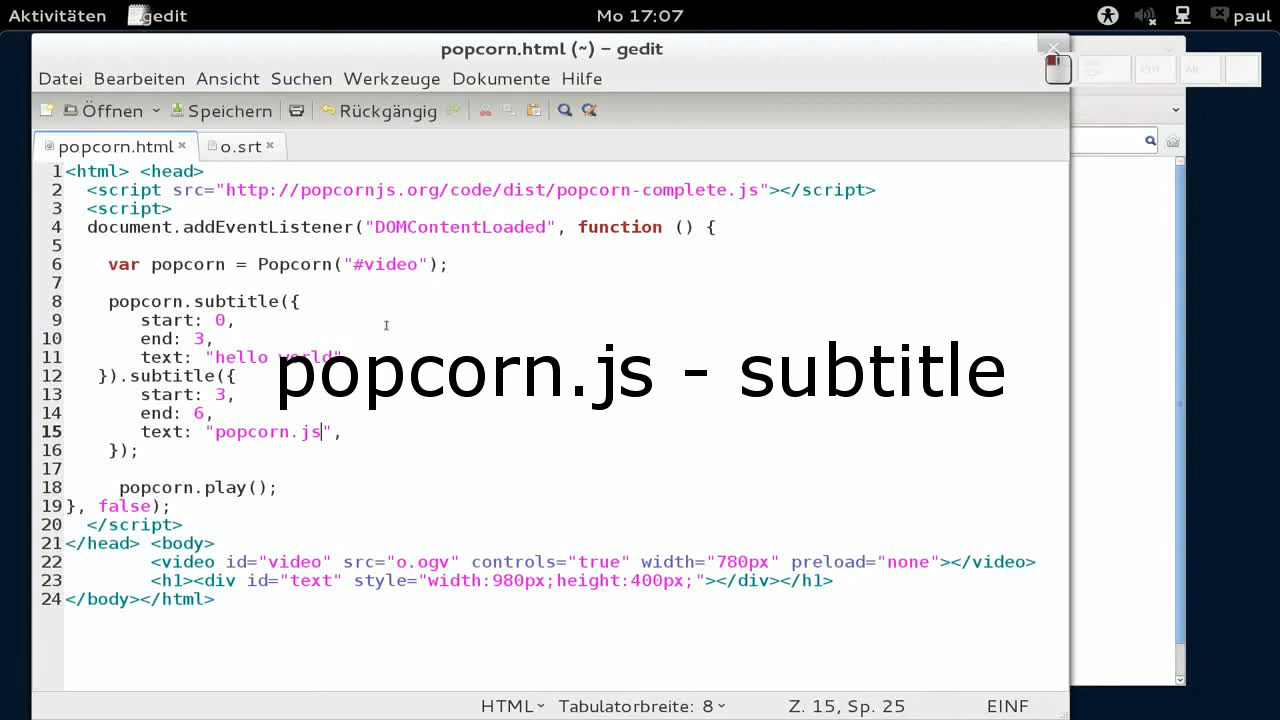 Aktivitäten gedit Mo 17:07 paul
popcorn.html (~) – gedit
Datei Bearbeiten Ansicht Suchen Werkzeuge Dokumente Hilfe
Öffnen Speichern Rückgängig
popcorn.html o.srt
1 <html> <head>
2 <script src="http://popcornjs.org/code/dist/popcorn-complete.js"></script>
3 <script>
4 document.addEventListener("DOMContentLoaded", function () {
5
6 var popcorn = Popcorn("#video");
7
8 popcorn.subtitle({
9 start: 0,
10 end: 3,
11 text: "hello world"
12 }).subtitle({
13 start: 3,
14 end: 6,
15 text: "popcorn.js",
16 });
17
18 popcorn.play();
19 }, false);
20 </script>
21 </head> <body>
22 <video id="video" src="o.ogv" controls="true" width="780px" preload="none"></video>
23 <h1><div id="text" style="width:980px;height:400px;"></div></h1>
24 </body></html>
popcorn.js - subtitle
HTML Tabulatorbreite: 8 Z. 15, Sp. 25 EINF